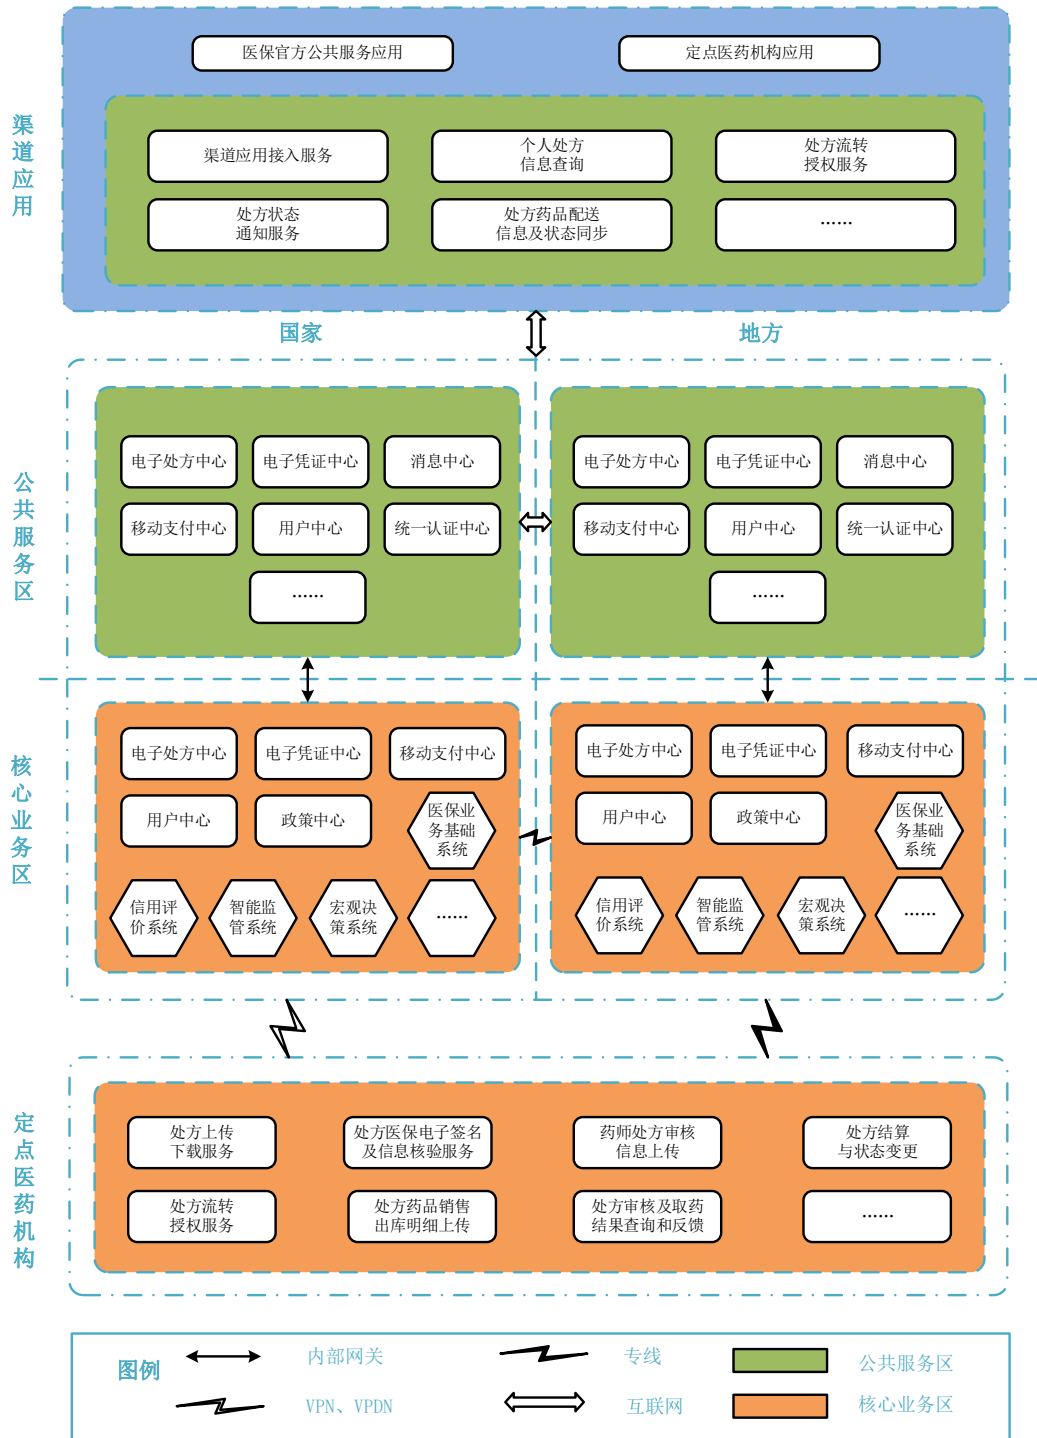 医保官方公共服务应用
定点医药机构应用
渠道应用
渠道应用接入服务
个人处方
信息查询
处方流转
授权服务
处方状态
通知服务
处方药品配送
信息及状态同步
……
国家
地方
公共服务区
电子处方中心
电子凭证中心
消息中心
移动支付中心
用户中心
统一认证中心
……
电子处方中心
电子凭证中心
消息中心
移动支付中心
用户中心
统一认证中心
……
核心业务区
电子处方中心
电子凭证中心
移动支付中心
用户中心
政策中心
医保业
务基础
系统
信用评
价系统
智能监
管系统
宏观决
策系统
……
电子处方中心
电子凭证中心
移动支付中心
用户中心
政策中心
医保业
务基础
系统
信用评
价系统
智能监
管系统
宏观决
策系统
……
定点医药机构
处方上传
下载服务
处方医保电子签名
及信息核验服务
药师处方审核
信息上传
处方结算
与状态变更
处方流转
授权服务
处方药品销售
出库明细上传
处方审核及取药
结果查询和反馈
……
图例
内部网关
专线
公共服务区
VPN、VPDN
互联网
核心业务区